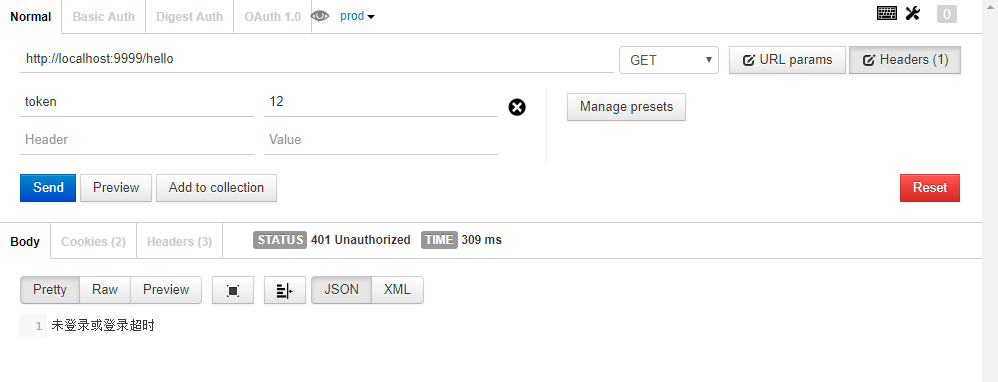 Normal Basic Auth Digest Auth OAuth 1.0 prod 0
http://localhost:9999/hello GET URL params Headers (1)
token 12 Manage presets
Header Value
Send Preview Add to collection Reset
Body Cookies (2) Headers (3) STATUS 401 Unauthorized TIME 309 ms
Pretty Raw Preview JSON XML
1 未登录或登录超时